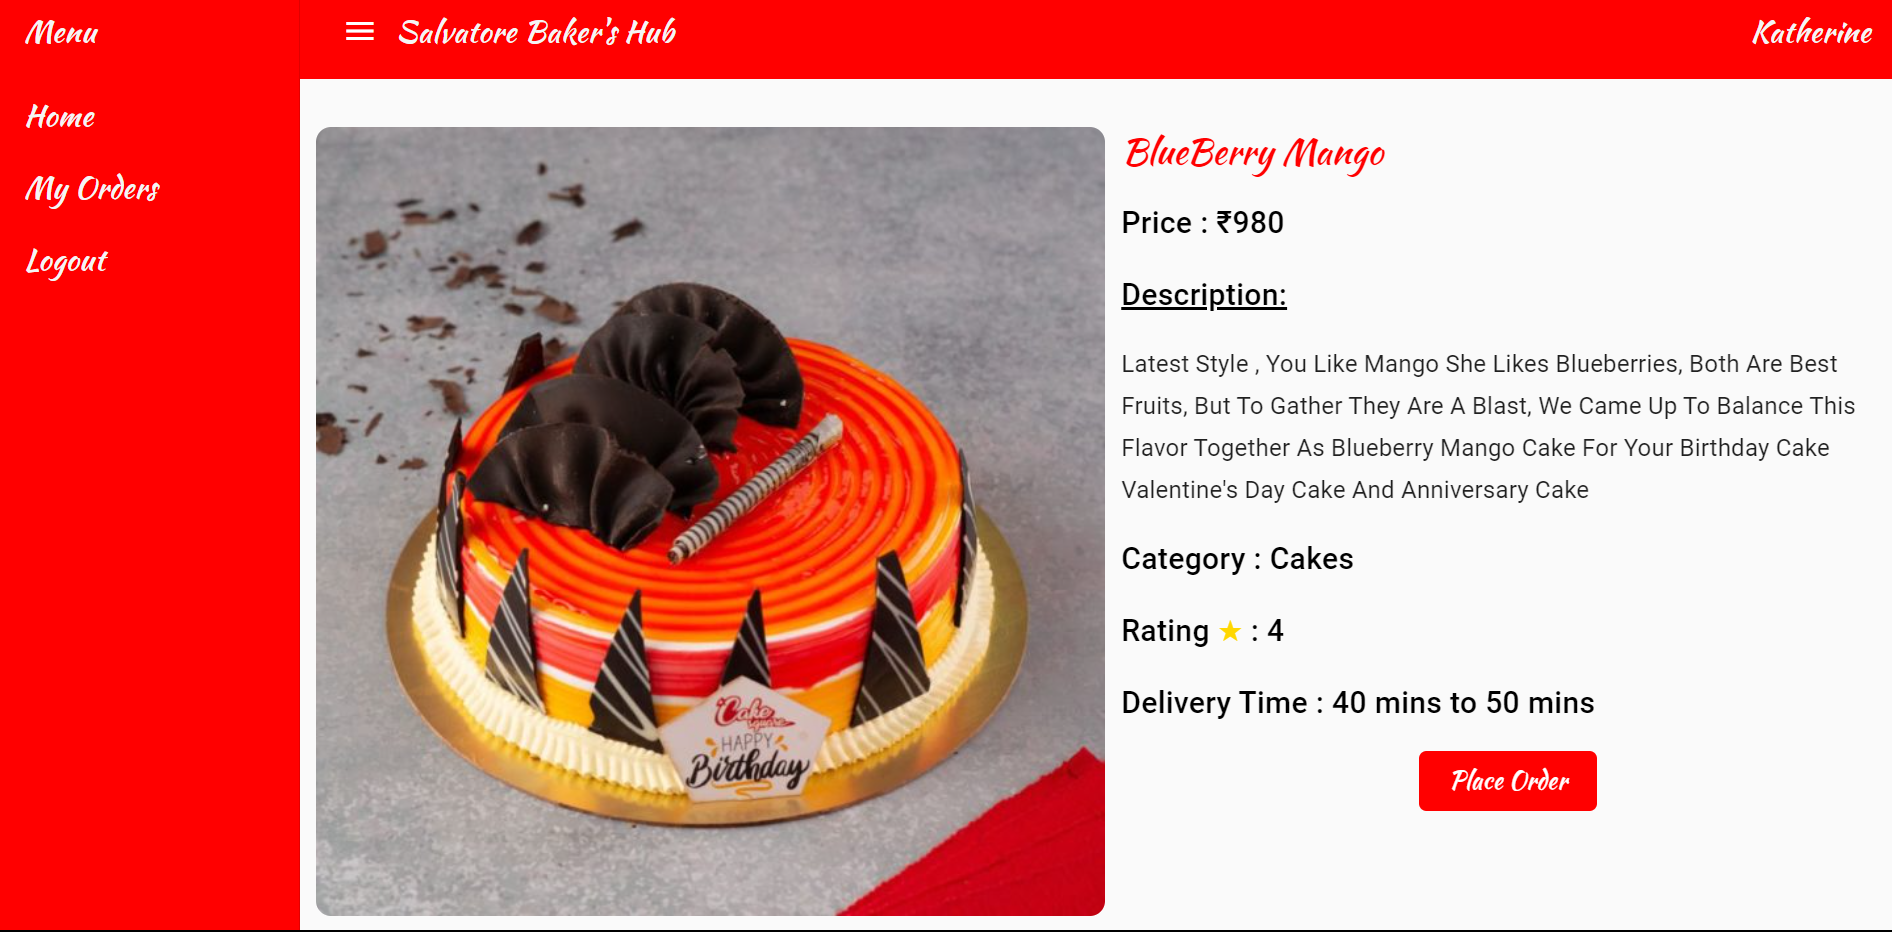 Menu
Home
My Orders
Logout
Salvatore Baker's Hub
Katherine
Cake
square
HAPPY
Birthday
BlueBerry Mango
Price : ₹980
Description:
Latest Style , You Like Mango She Likes Blueberries, Both Are Best
Fruits, But To Gather They Are A Blast, We Came Up To Balance This
Flavor Together As Blueberry Mango Cake For Your Birthday Cake
Valentine's Day Cake And Anniversary Cake
Category : Cakes
Rating ★ : 4
Delivery Time : 40 mins to 50 mins
Place Order